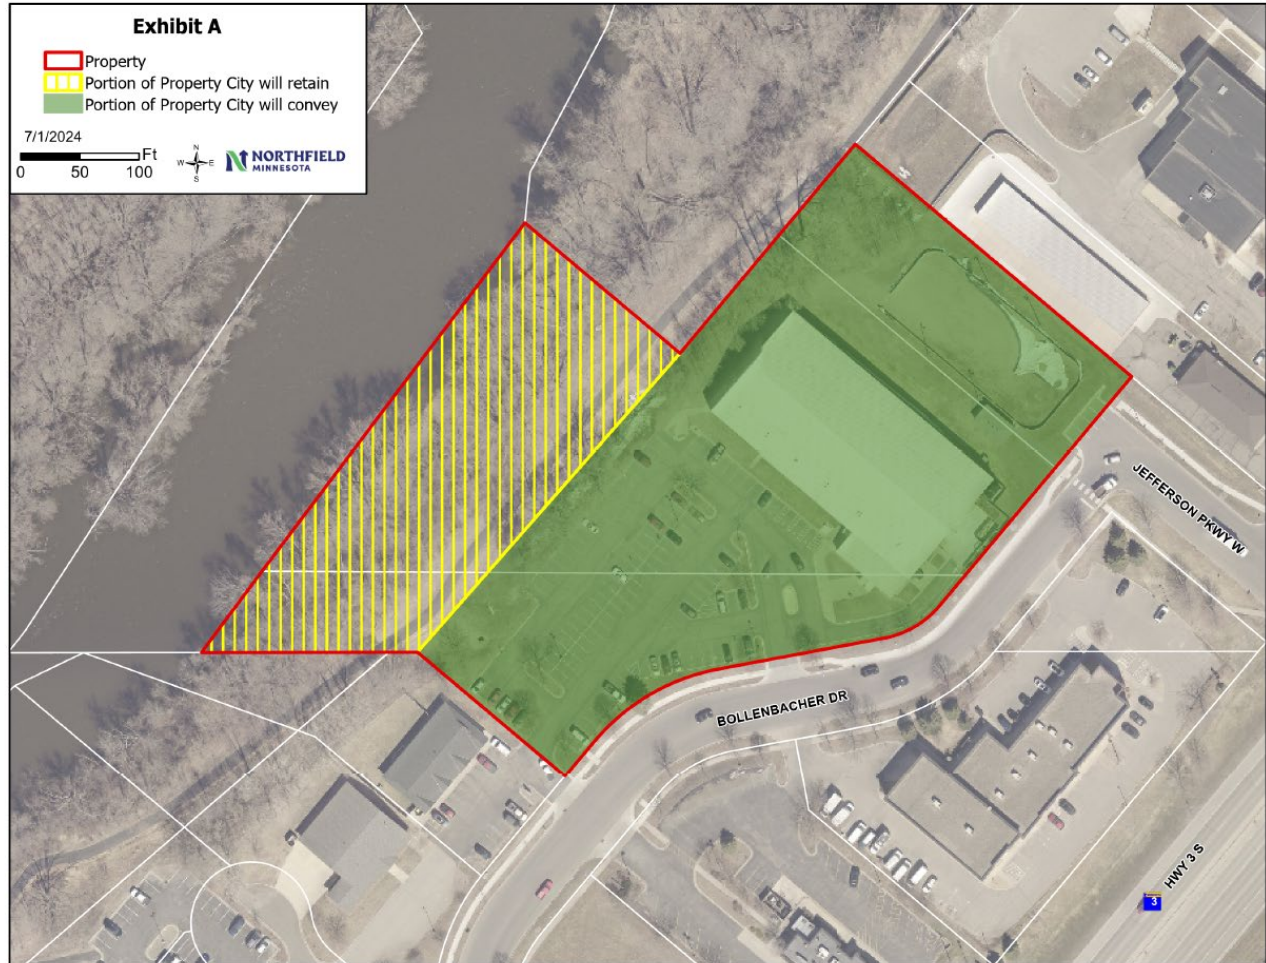 Exhibit A
Property
Portion of Property City will retain
Portion of Property City will convey
7/1/2024
Ft
0 50 100
N
W E
S
NORTHFIELD
MINNESOTA
JEFFERSON PKWY W
BOLLENBACHER DR
HWY 3 S
3